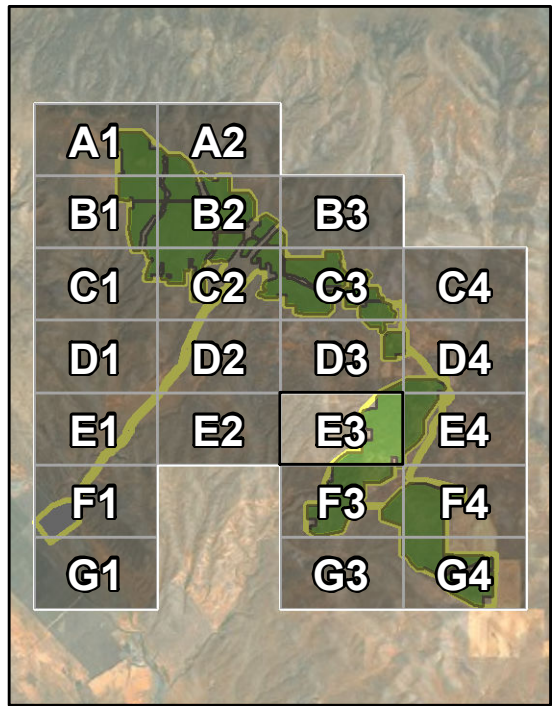 A1 A2
B1 B2 B3
C1 C2 C3 C4
D1 D2 D3 D4
E1 E2 E3 E4
F1 F3 F4
G1 G3 G4